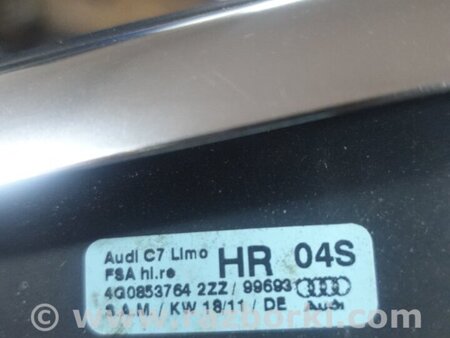 Audi C7 Limo HR 04S
FSA hi.re
4G0853764 2ZZ / 99693
A.A.M / KW 18/11 / DE Audi
www.razborki.com